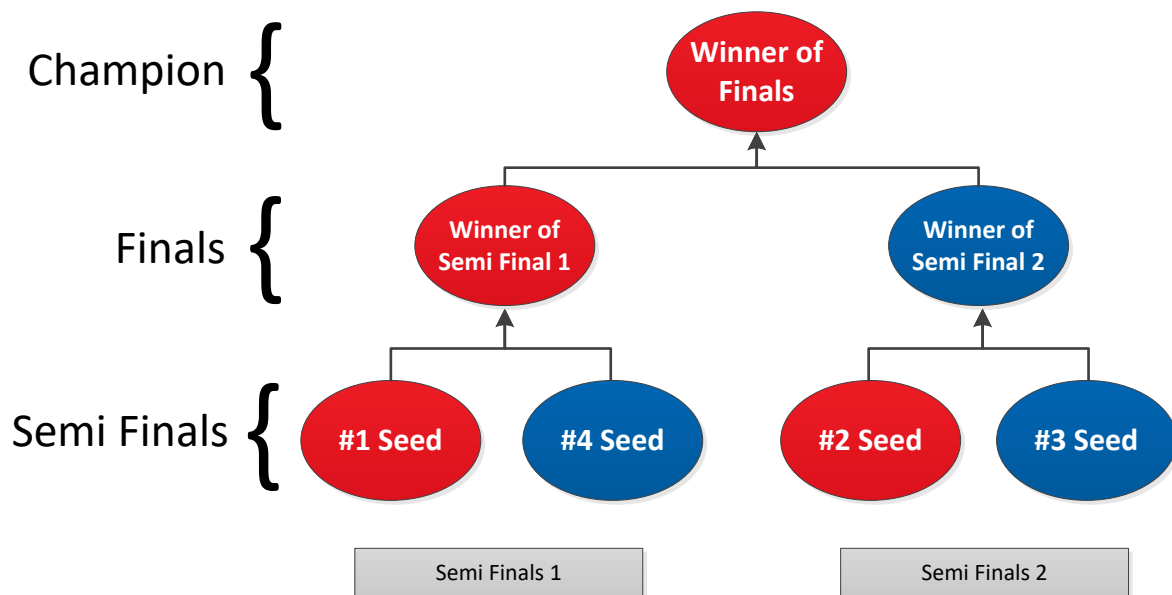 Champion
Winner of
Finals
Finals
Winner of
Semi Final 1
Winner of
Semi Final 2
Semi Finals
#1 Seed
#4 Seed
#2 Seed
#3 Seed
Semi Finals 1
Semi Finals 2